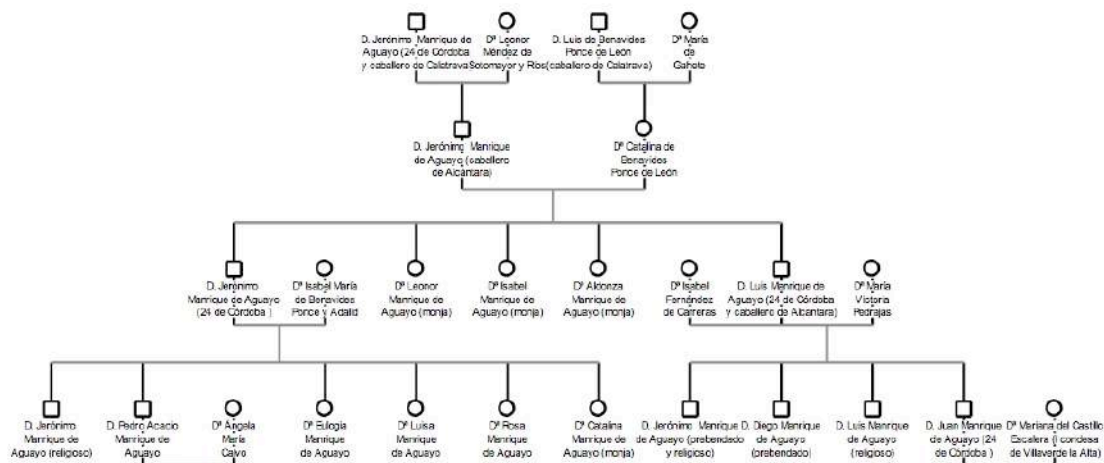 D. Jerónimo Manrique de
Aguayo (24 de Córdoba
y caballero de Calatrava
Dª Leonor
Méndez de
Sotomayor y Ríos
D. Luis de Benavides
Ponce de León
(caballero de Calatrava)
Dª María
de
Gahete
D. Jerónimo Manrique
de Aguayo (caballero
de Alcántara)
Dª Catalina de
Benavides
Ponce de León
D. Jerónimo
Manrique de Aguayo
(24 de Córdoba )
Dª Isabel María
de Benavides
Ponce y Adalid
Dª Leonor
Manrique de
Aguayo (monja)
Dª Isabel
Manrique de
Aguayo (monja)
Dª Aldonza
Manrique de
Aguayo (monja)
Dª Isabel
Fernández
de Carreras
D. Luis Manrique de
Aguayo (24 de Córdoba
y caballero de Alcántara)
Dª María
Victoria
Pedrajas
D. Jerónimo
Manrique de
Aguayo (religioso)
D. Pedro Acacio
Manrique de
Aguayo
Dª Ángela
María
Calvo
Dª Eulogia
Manrique
de Aguayo
Dª Luisa
Manrique
de Aguayo
Dª Rosa
Manrique
de Aguayo
Dª Catalina
Manrique de
Aguayo (monja)
D. Jerónimo Manrique
de Aguayo (prebendado
y religioso)
D. Diego Manrique
de Aguayo
(prebendado)
D. Luis Manrique
de Aguayo
(religioso)
D. Juan Manrique
de Aguayo (24
de Córdoba )
Dª Mariana del Castillo
Escalera (I condesa
de Villaverde la Alta)